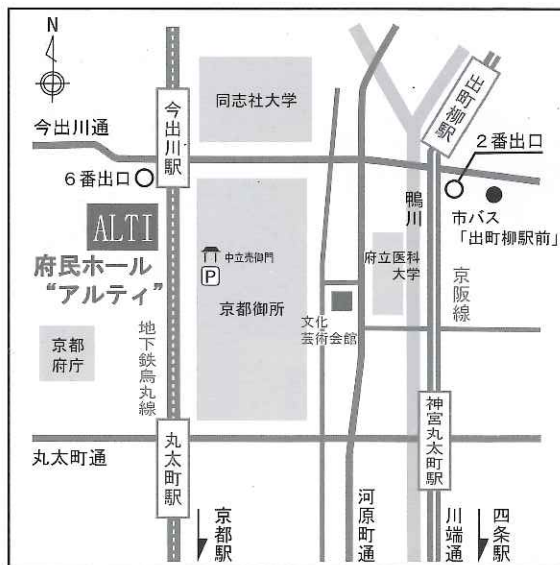 N
同志社大学
出町柳駅
今出川通
今出川駅
2番出口
6番出口
鴨川
市バス
「出町柳駅前」
ALTI
府民ホール
“アルティ”
中立売御門
P
京都御所
府立医科
大学
京阪線
文化
芸術会館
京都
府庁
地下鉄烏丸線
丸太町駅
神宮丸太町駅
丸太町通
京都駅
河原町通
川端通
四条駅